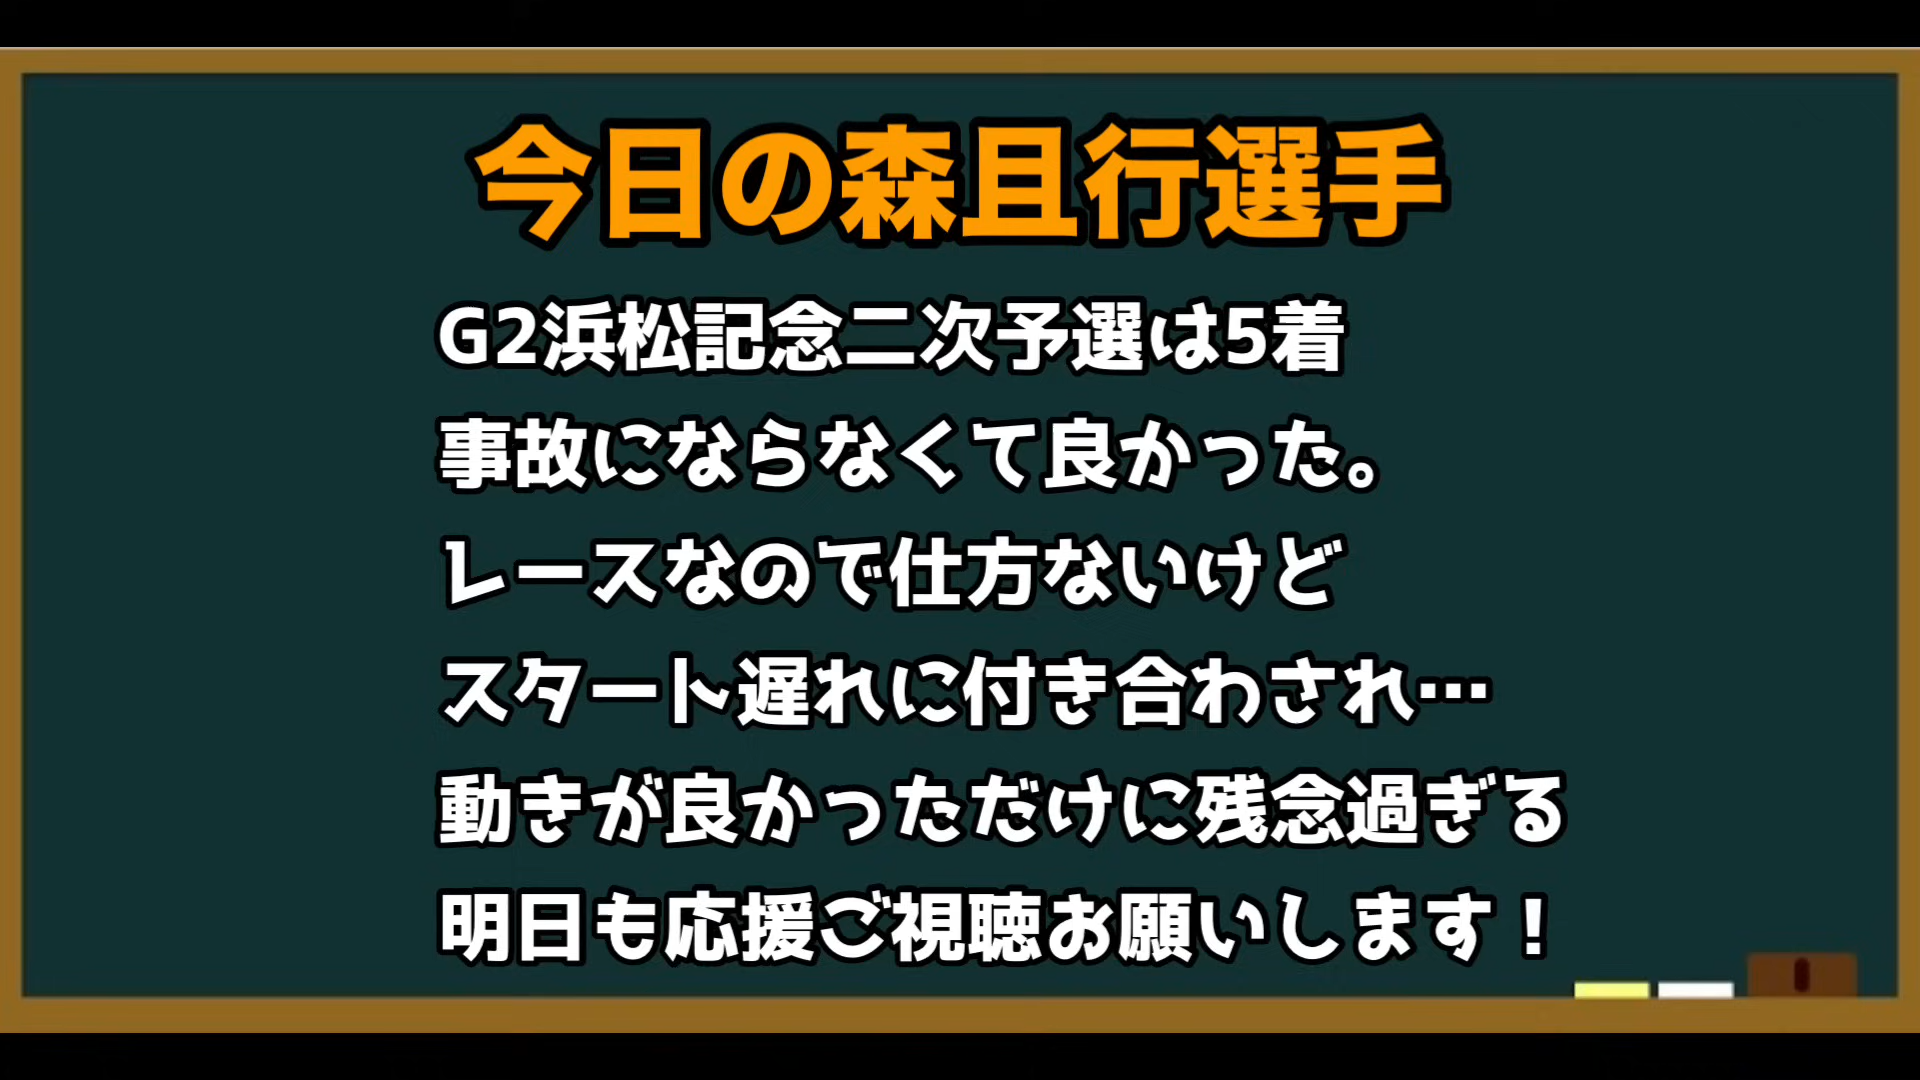 今日の森且行選手
G2浜松記念二次予選は5着
事故にならなくて良かった。
レースなので仕方ないけど
スタート遅れに付き合わされ…
動きが良かっただけに残念過ぎる
明日も応援ご視聴お願いします！